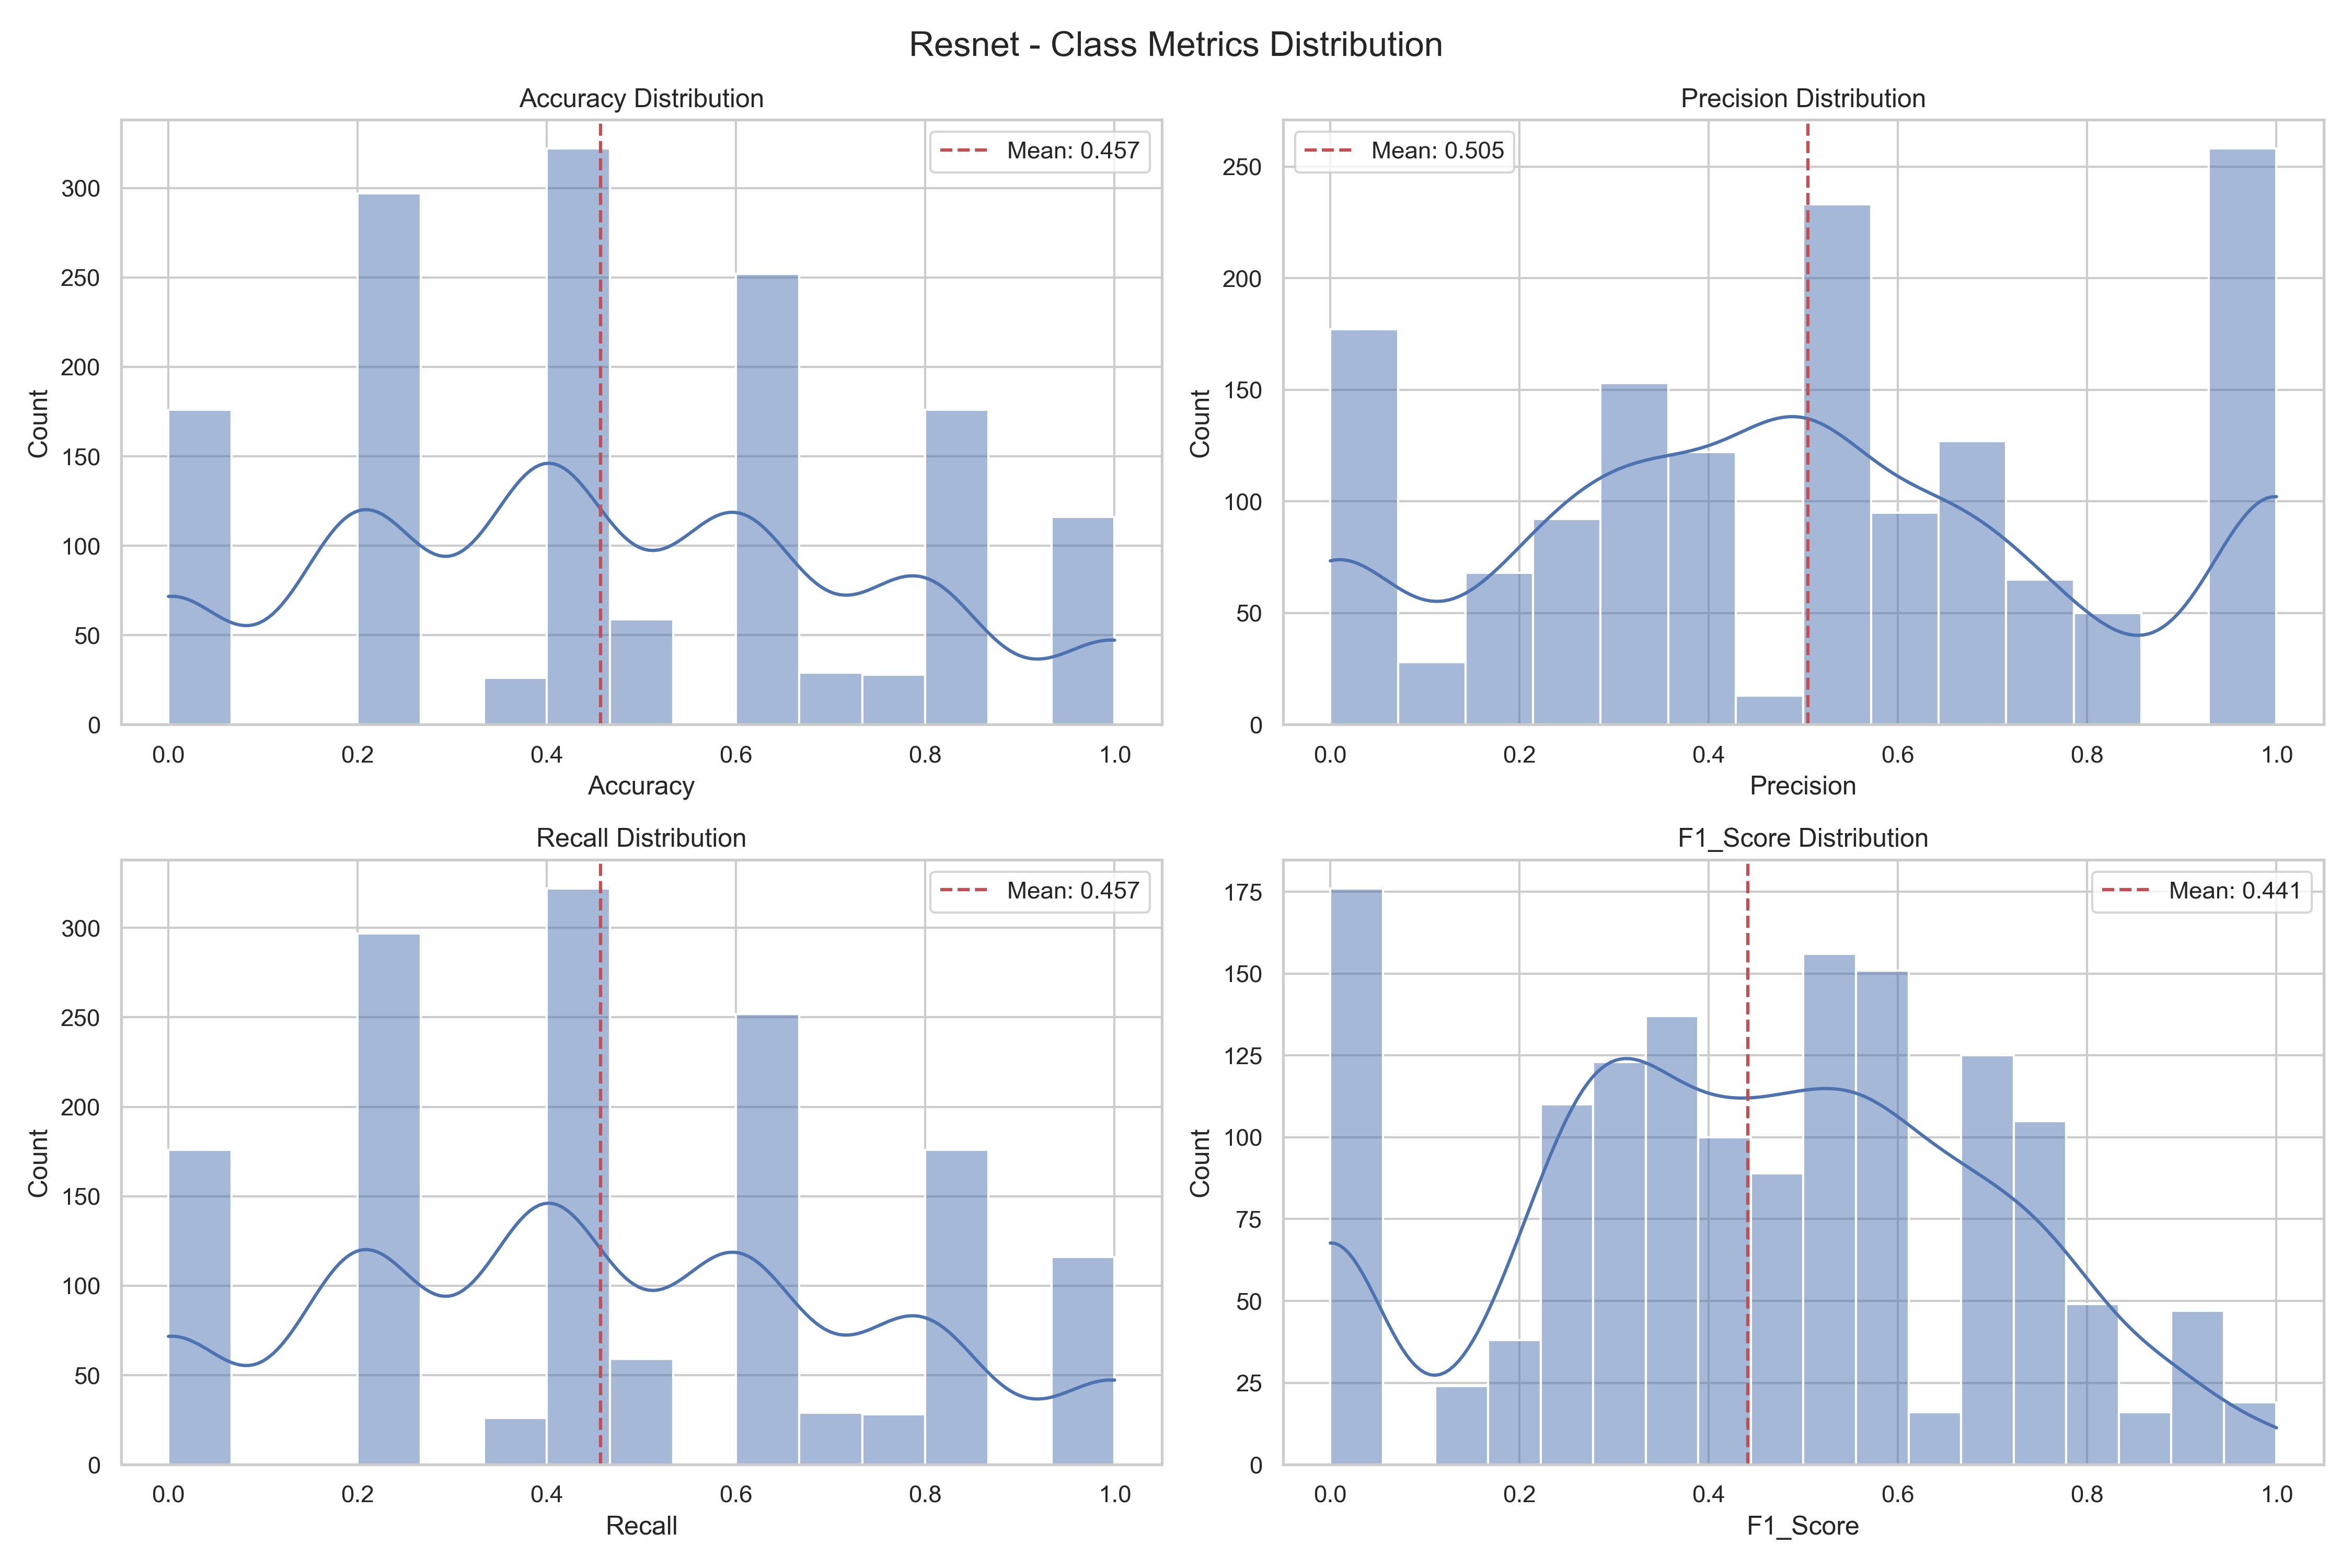 Resnet - Class Metrics Distribution
Accuracy Distribution
Mean: 0.457
300
250
200
150
100
50
0
Count
0.0 0.2 0.4 0.6 0.8 1.0
Accuracy
Precision Distribution
Mean: 0.505
250
200
150
100
50
0
Count
0.0 0.2 0.4 0.6 0.8 1.0
Precision
Recall Distribution
Mean: 0.457
300
250
200
150
100
50
0
Count
0.0 0.2 0.4 0.6 0.8 1.0
Recall
F1_Score Distribution
Mean: 0.441
175
150
125
100
75
50
25
0
Count
0.0 0.2 0.4 0.6 0.8 1.0
F1_Score